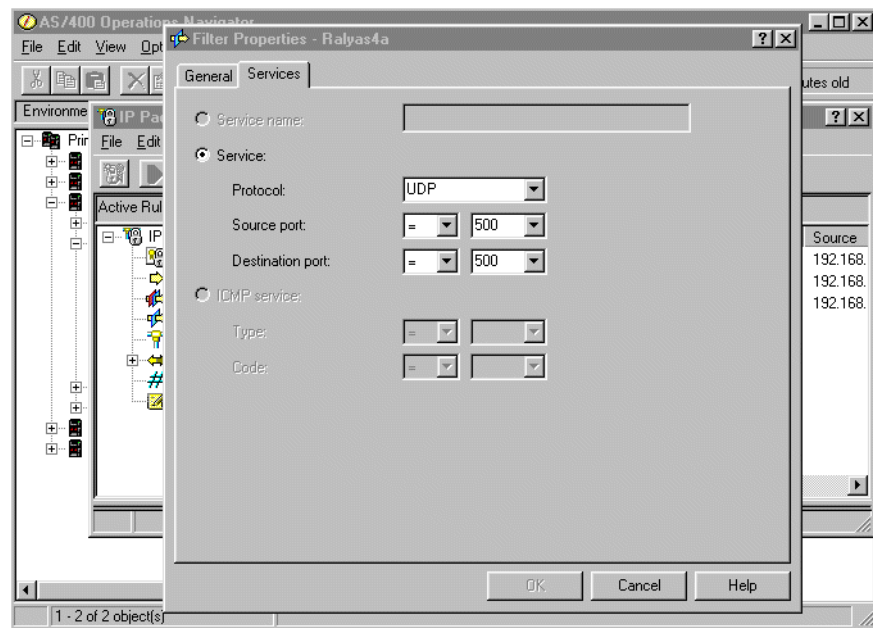 AS/400 Operations Navigator
File Edit View Opt
utes old
Environme
Prin
IP Pa
File Edit
Active Rul
IP
Source
192.168.
192.168.
192.168.
1 - 2 of 2 object(s)
Filter Properties - Ralyas4a
General Services
Service name:
Service:
Protocol: UDP
Source port: = 500
Destination port: = 500
ICMP service:
Type: =
Code: =
OK Cancel Help